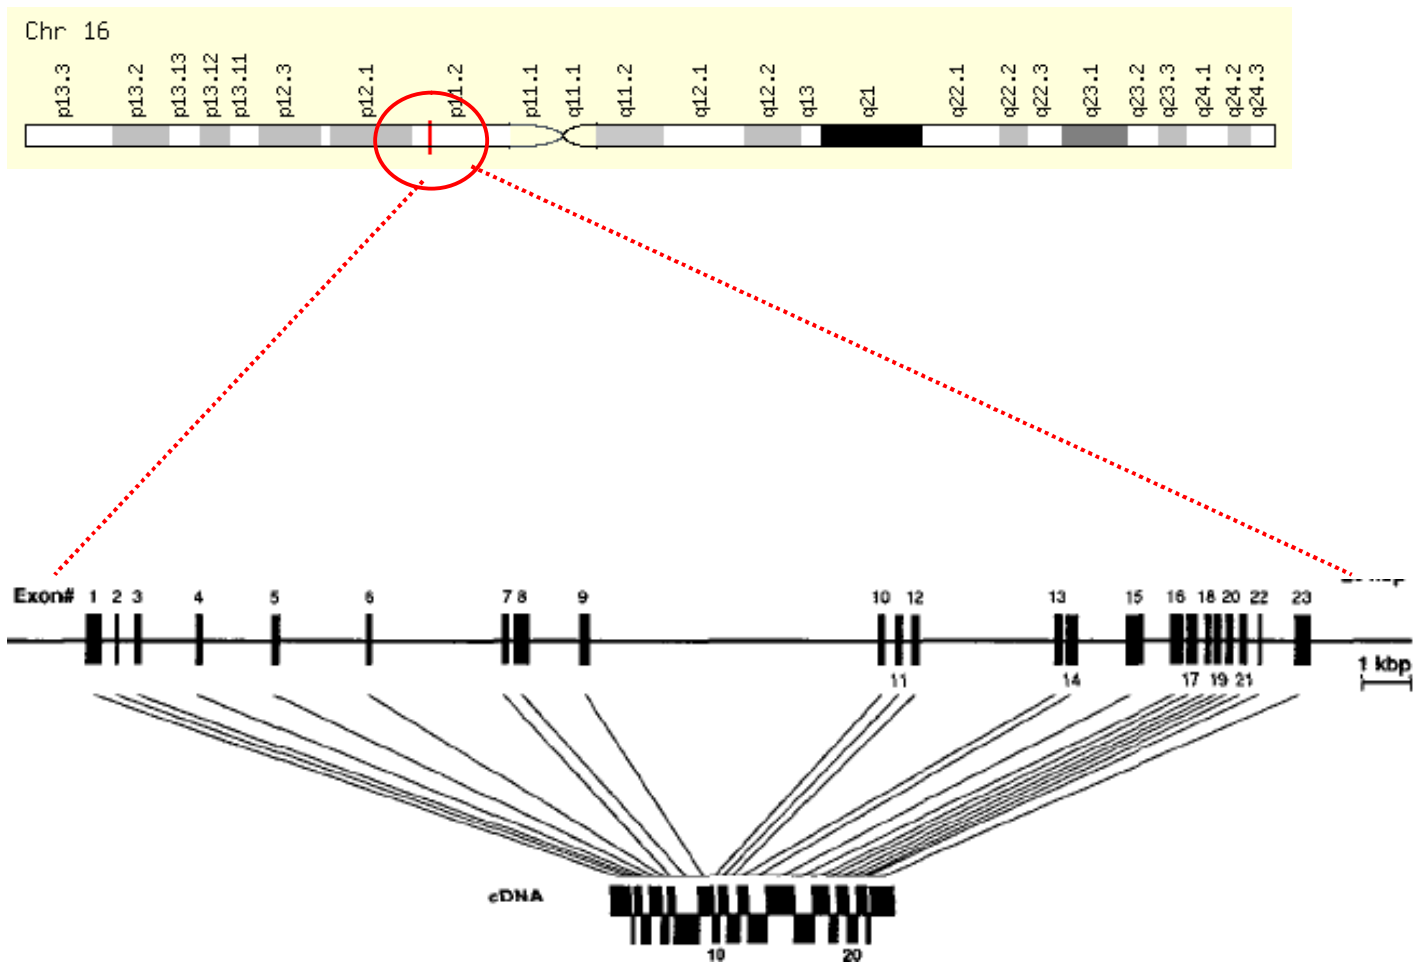 Chr 16
p13.3 p13.2 p13.13 p13.12 p13.11 p12.3 p12.1 p11.2 p11.1 q11.1 q11.2 q12.1 q12.2 q13 q21 q22.1 q22.2 q22.3 q23.1 q23.2 q23.3 q24.1 q24.2 q24.3
Exon# 1 2 3 4 5 6 7 8 9 10 12 13 15 16 18 20 22 23
1 kbp
11 14 17 19 21
cDNA
10 20